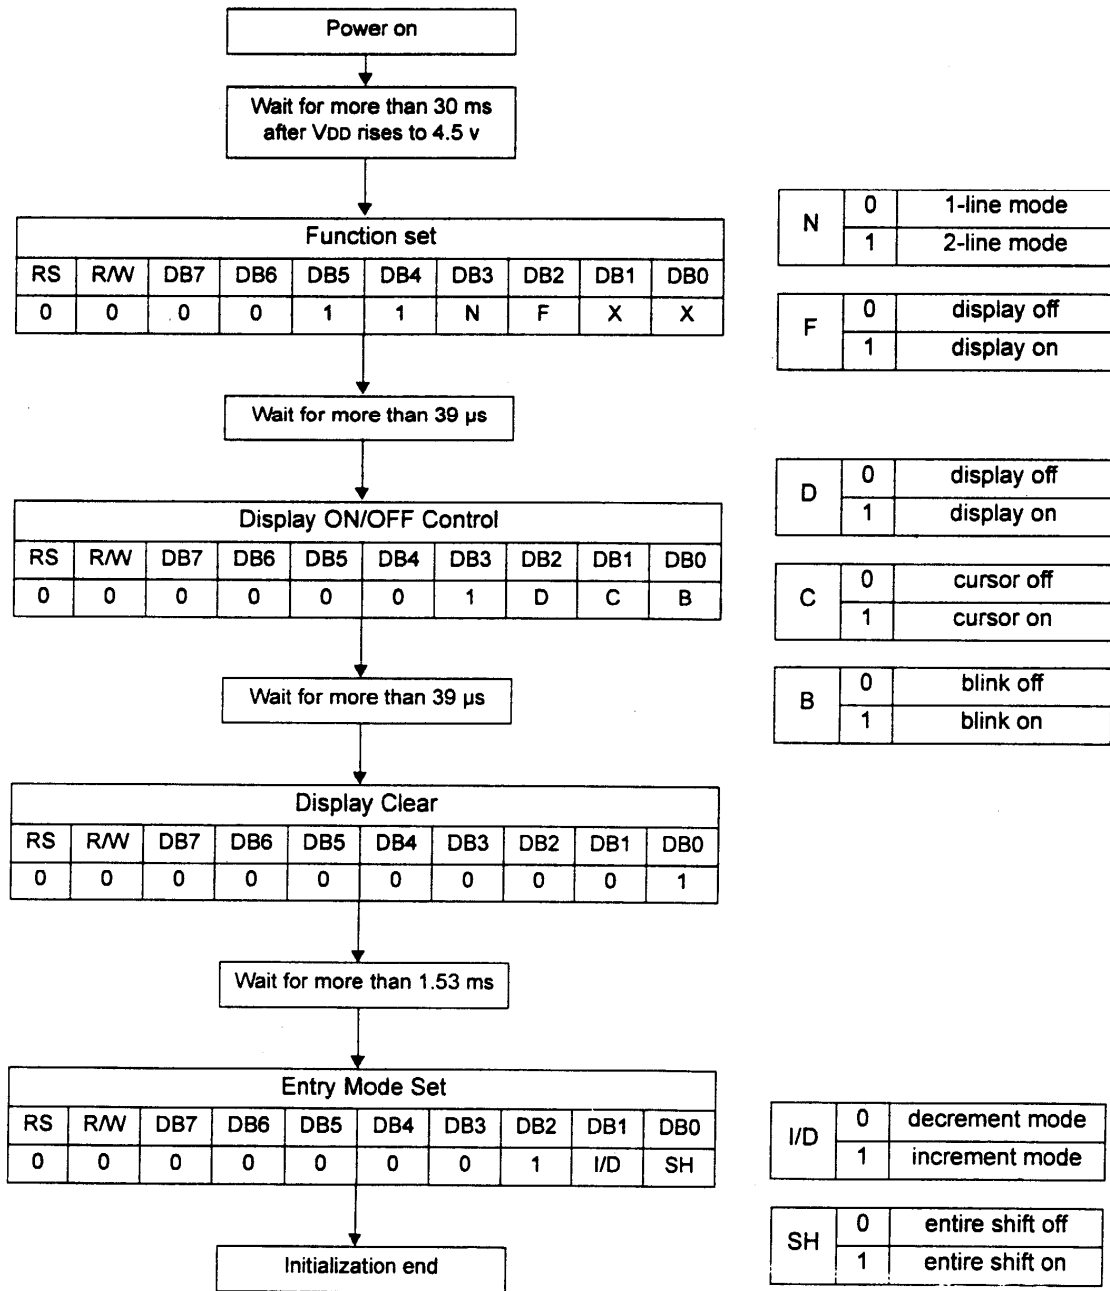 Power on
Wait for more than 30 ms
after VDD rises to 4.5 v
Function set
RS R/W DB7 DB6 DB5 DB4 DB3 DB2 DB1 DB0
0 0 0 0 1 1 N F X X
N 0 1-line mode
1 2-line mode
F 0 display off
1 display on
Wait for more than 39 µs
Display ON/OFF Control
RS R/W DB7 DB6 DB5 DB4 DB3 DB2 DB1 DB0
0 0 0 0 0 0 1 D C B
D 0 display off
1 display on
C 0 cursor off
1 cursor on
B 0 blink off
1 blink on
Wait for more than 39 µs
Display Clear
RS R/W DB7 DB6 DB5 DB4 DB3 DB2 DB1 DB0
0 0 0 0 0 0 0 0 0 1
Wait for more than 1.53 ms
Entry Mode Set
RS R/W DB7 DB6 DB5 DB4 DB3 DB2 DB1 DB0
0 0 0 0 0 0 0 1 I/D SH
I/D 0 decrement mode
1 increment mode
SH 0 entire shift off
1 entire shift on
Initialization end